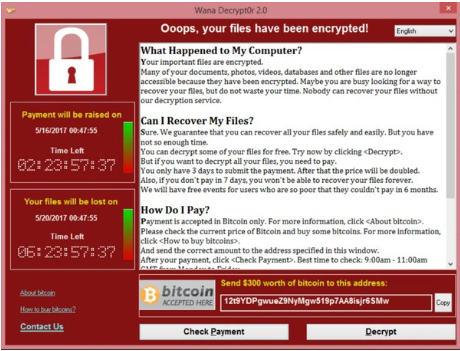 Wana Decrypt0r 2.0
Ooops, your files have been encrypted!
English
Payment will be raised on
5/16/2017 00:47:55
Time Left
02:23:57:37
Your files will be lost on
5/20/2017 00:47:55
Time Left
06:23:57:37
About bitcoin
How to buy bitcoins?
Contact Us
What Happened to My Computer?
Your important files are encrypted.
Many of your documents, photos, videos, databases and other files are no longer
accessible because they have been encrypted. Maybe you are busy looking for a way to
recover your files, but do not waste your time. Nobody can recover your files without
our decryption service.
Can I Recover My Files?
Sure. We guarantee that you can recover all your files safely and easily. But you have
not so enough time.
You can decrypt some of your files for free. Try now by clicking <Decrypt>.
But if you want to decrypt all your files, you need to pay.
You only have 3 days to submit the payment. After that the price will be doubled.
Also, if you don't pay in 7 days, you won't be able to recover your files forever.
We will have free events for users who are so poor that they couldn't pay in 6 months.
How Do I Pay?
Payment is accepted in Bitcoin only. For more information, click <About bitcoin>.
Please check the current price of Bitcoin and buy some bitcoins. For more information,
click <How to buy bitcoins>.
And send the correct amount to the address specified in this window.
After your payment, click <Check Payment>. Best time to check: 9:00am - 11:00am
GMT from Monday to Friday
bitcoin
ACCEPTED HERE
Send $300 worth of bitcoin to this address:
12t9YDPgwueZ9NyMgw519p7AA8isjr6SMw
Copy
Check Payment
Decrypt